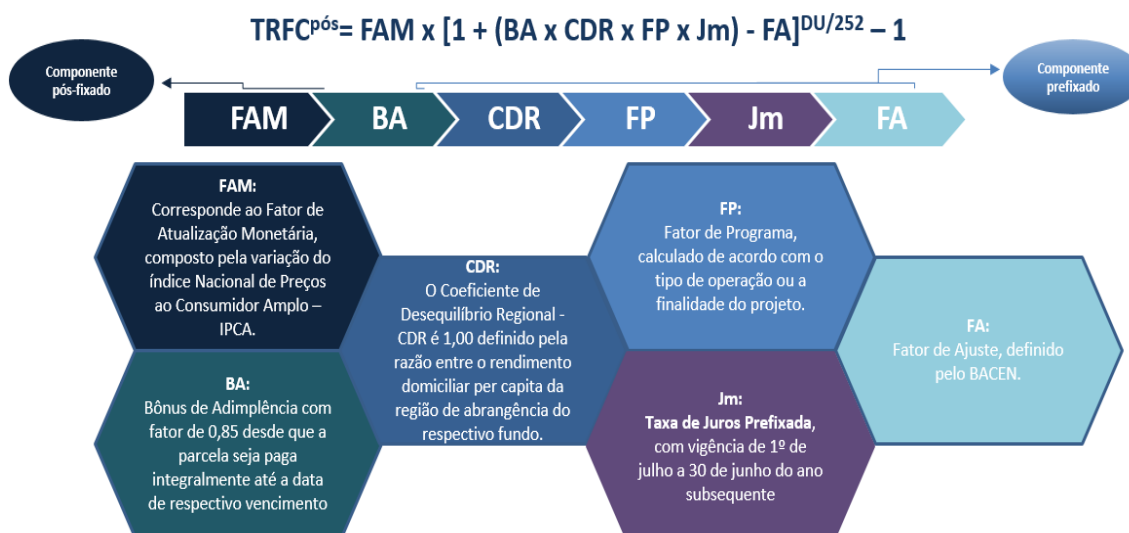 TRFCpós= FAM x [1 + (BA x CDR x FP x Jm) - FA]DU/252 – 1
Componente
pós-fixado
Componente
prefixado
FAM
BA
CDR
FP
Jm
FA
FAM:
Corresponde ao Fator de
Atualização Monetária,
composto pela variação do
índice Nacional de Preços
ao Consumidor Amplo –
IPCA.
BA:
Bônus de Adimplência com
fator de 0,85 desde que a
parcela seja paga
integralmente até a data
de respectivo vencimento
CDR:
O Coeficiente de
Desequilíbrio Regional -
CDR é 1,00 definido pela
razão entre o rendimento
domiciliar per capita da
região de abrangência do
respectivo fundo.
FP:
Fator de Programa,
calculado de acordo com o
tipo de operação ou a
finalidade do projeto.
Jm:
Taxa de Juros Prefixada,
com vigência de 1º de
julho a 30 de junho do ano
subsequente
FA:
Fator de Ajuste, definido
pelo BACEN.